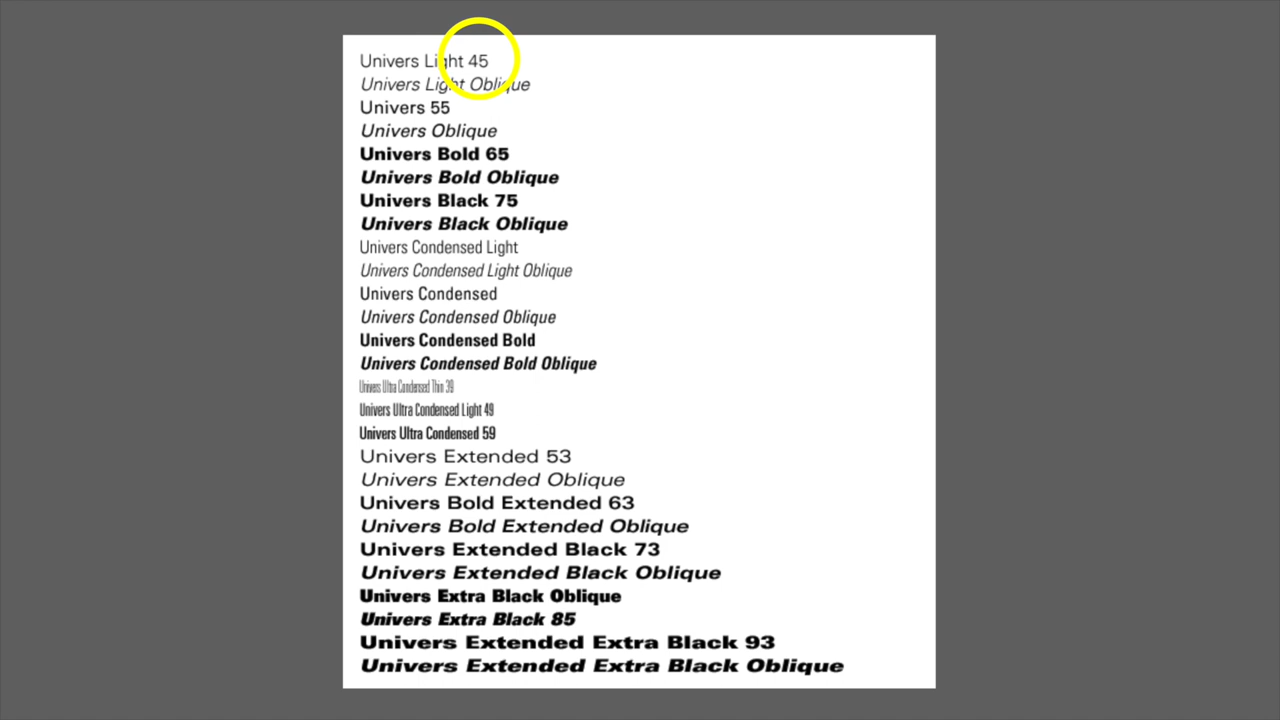 Univers Light 45
Univers Light Oblique
Univers 55
Univers Oblique
Univers Bold 65
Univers Bold Oblique
Univers Black 75
Univers Black Oblique
Univers Condensed Light
Univers Condensed Light Oblique
Univers Condensed
Univers Condensed Oblique
Univers Condensed Bold
Univers Condensed Bold Oblique
Univers Ultra Condensed Thin 39
Univers Ultra Condensed Light 49
Univers Ultra Condensed 59
Univers Extended 53
Univers Extended Oblique
Univers Bold Extended 63
Univers Bold Extended Oblique
Univers Extended Black 73
Univers Extended Black Oblique
Univers Extra Black Oblique
Univers Extra Black 85
Univers Extended Extra Black 93
Univers Extended Extra Black Oblique